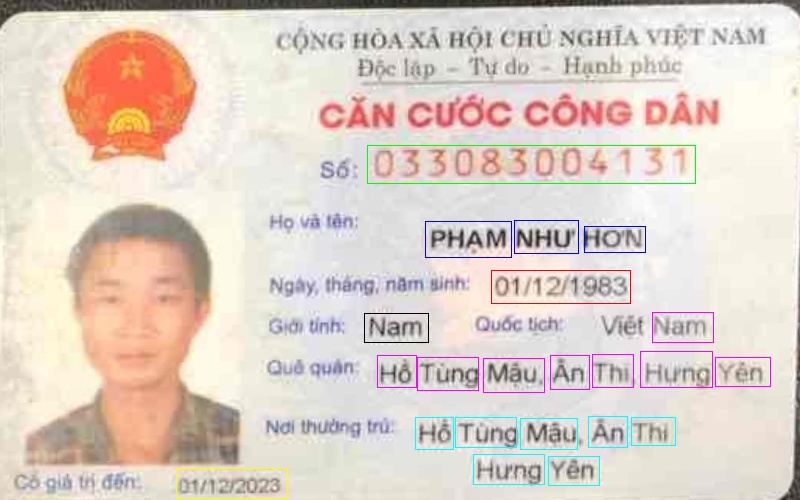 CỘNG HÒA XÃ HỘI CHỦ NGHĨA VIỆT NAM
Độc lập - Tự do - Hạnh phúc
CĂN CƯỚC CÔNG DÂN
Số: 033083004131
Họ và tên:
PHẠM NHƯ HƠN
Ngày, tháng, năm sinh: 01/12/1983
Giới tính: Nam Quốc tịch: Việt Nam
Quê quán: Hồ Tùng Mậu, Ân Thi, Hưng Yên
Nơi thường trú: Hồ Tùng Mậu, Ân Thi
Hưng Yên
Có giá trị đến: 01/12/2023